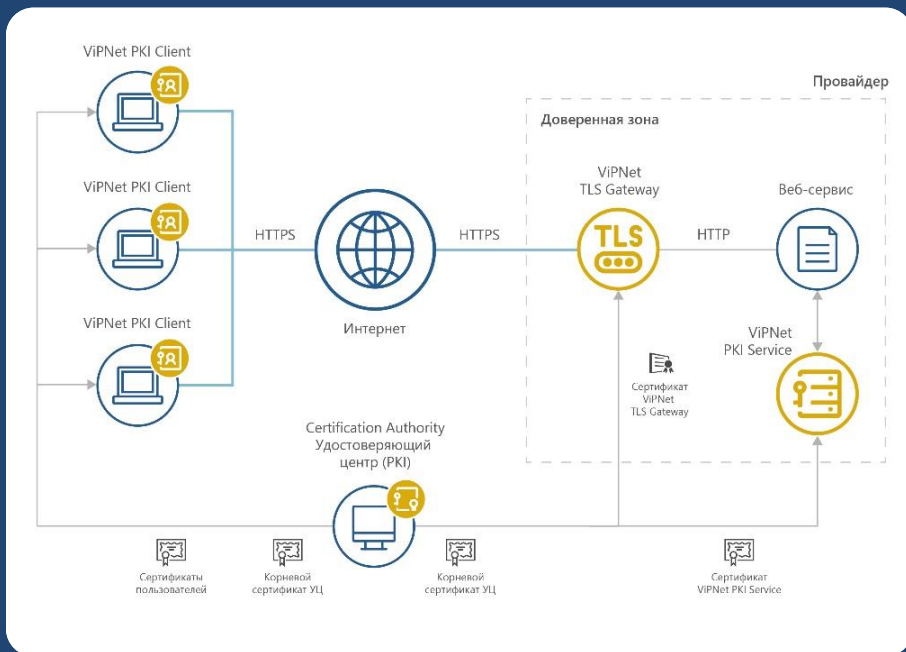 ViPNet PKI Client
ViPNet PKI Client
ViPNet PKI Client
HTTPS
Интернет
HTTPS
Провайдер
Доверенная зона
ViPNet
TLS Gateway
TLS
HTTP
Веб-сервис
ViPNet
PKI Service
Сертификат
ViPNet
TLS Gateway
Certification Authority
Удостоверяющий
центр (PKI)
Сертификаты
пользователей
Корневой
сертификат УЦ
Корневой
сертификат УЦ
Сертификат
ViPNet PKI Service